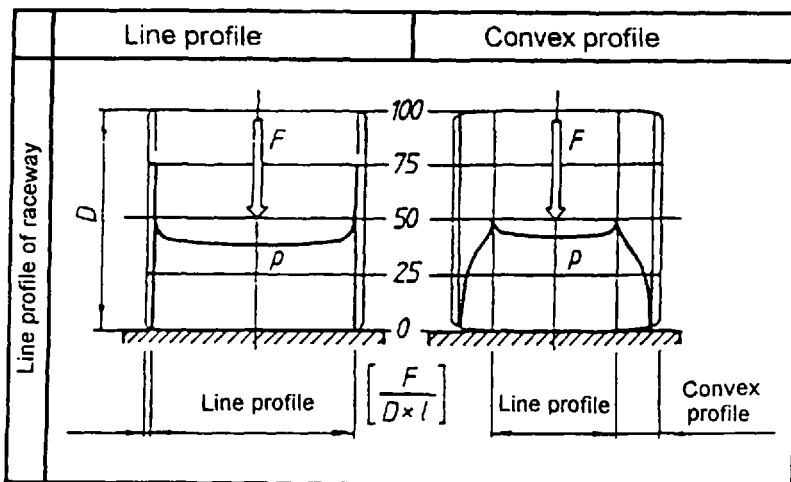 Line profile
Convex profile
Line profile of raceway
D
F
p
100
75
50
25
0
F
p
Line profile
[F / D × l]
Line profile
Convex
profile